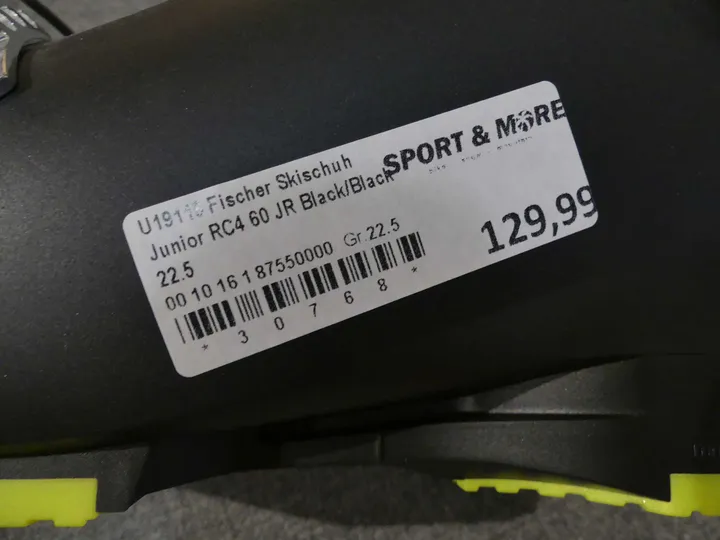 SPORT & MORE
U19118 Fischer Skischuh
Junior RC4 60 JR Black/Black
22.5
129,99
00 10 16 1 87550000 Gr.22.5
* 3 0 7 6 8 *